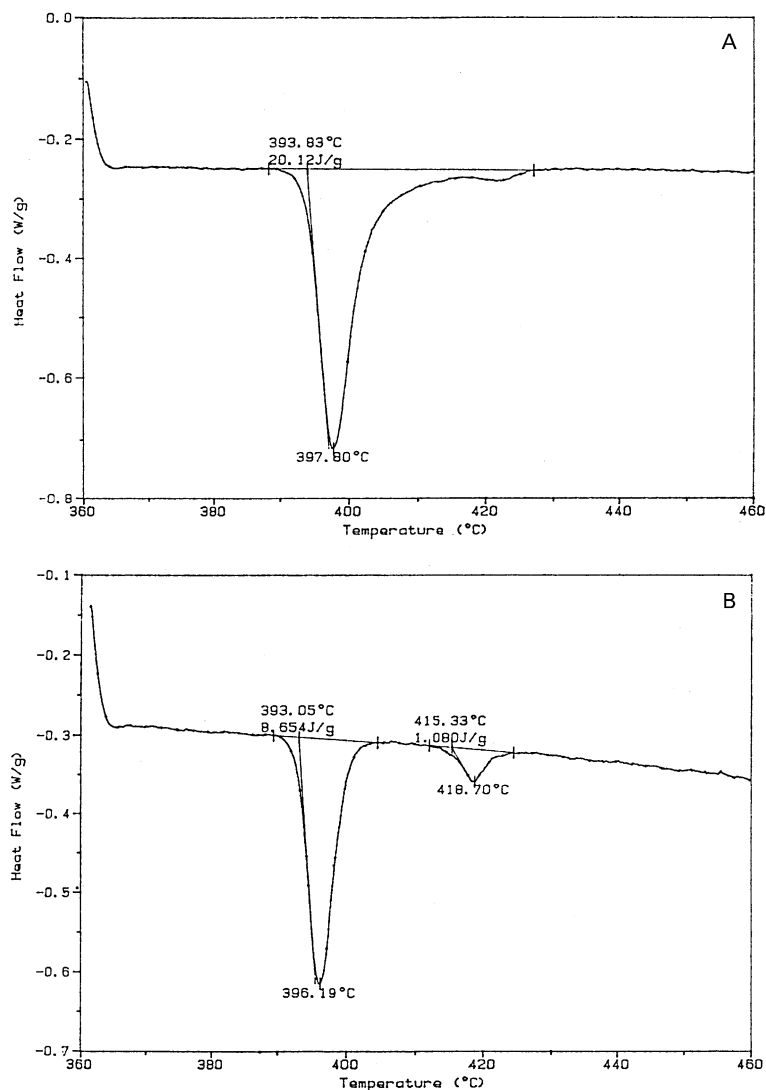 A
0.0
-0.2
-0.4
-0.6
-0.8
Heat Flow (W/g)
393.83°C
20.12J/g
397.80°C
360
380
400
420
440
460
Temperature (°C)
B
-0.1
-0.2
-0.3
-0.4
-0.5
-0.6
-0.7
Heat Flow (W/g)
393.05°C
8.654J/g
415.33°C
1.080J/g
418.70°C
396.19°C
360
380
400
420
440
460
Temperature (°C)